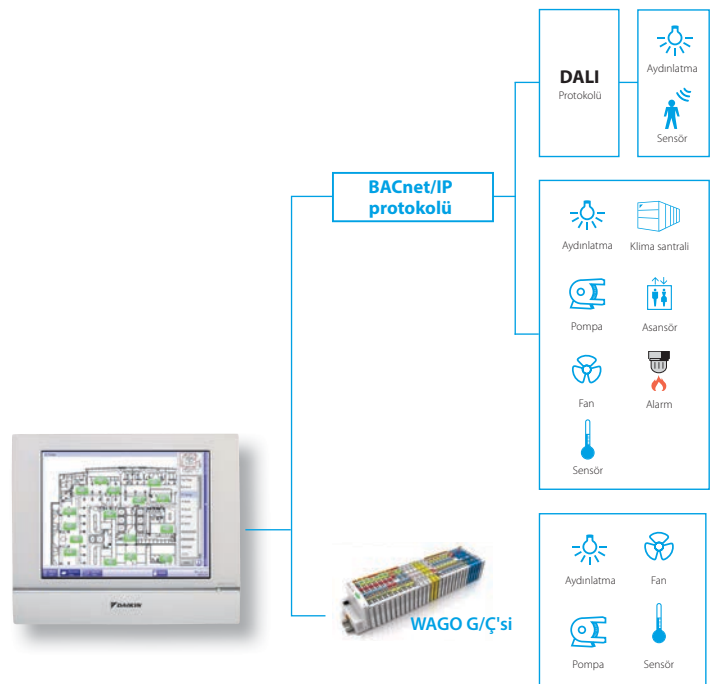 DALI
Protokolü
Aydınlatma
Sensör
BACnet/IP
protokolü
Aydınlatma
Klima santrali
Pompa
Asansör
Fan
Alarm
Sensör
DAIKIN
WAGO G/Ç'si
Aydınlatma
Fan
Pompa
Sensör